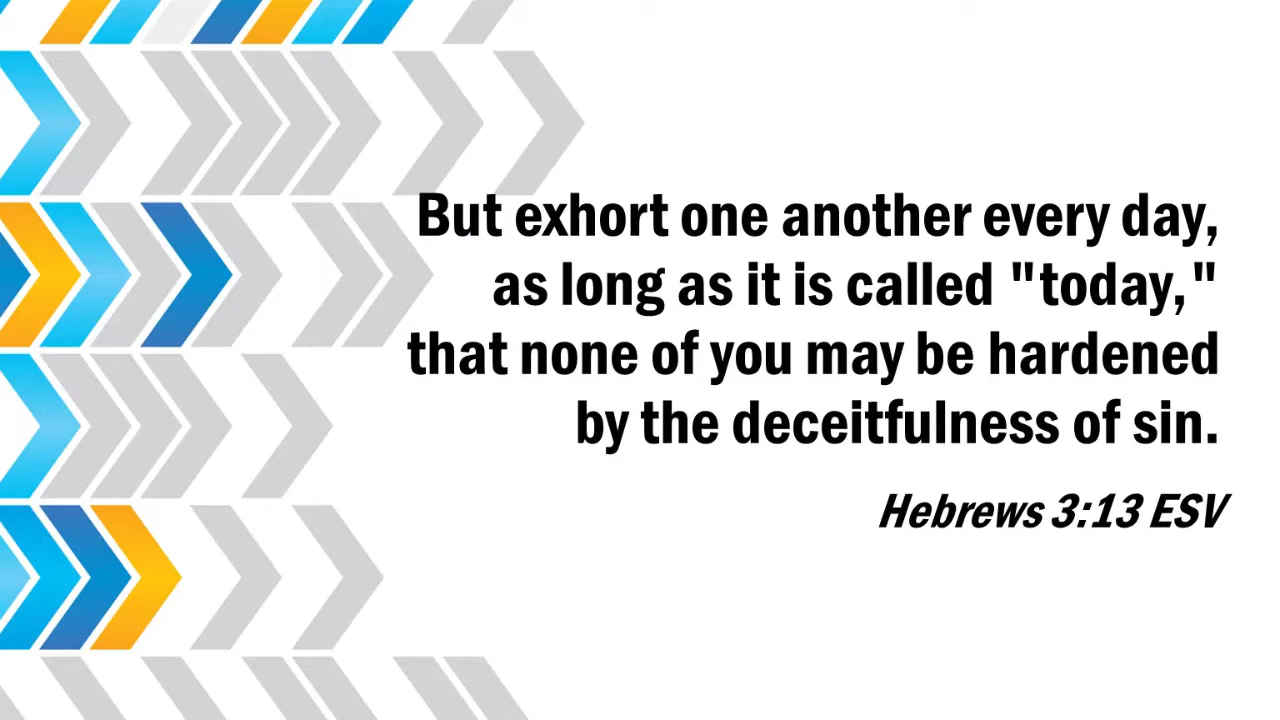 But exhort one another every day,
as long as it is called "today,"
that none of you may be hardened
by the deceitfulness of sin.
Hebrews 3:13 ESV